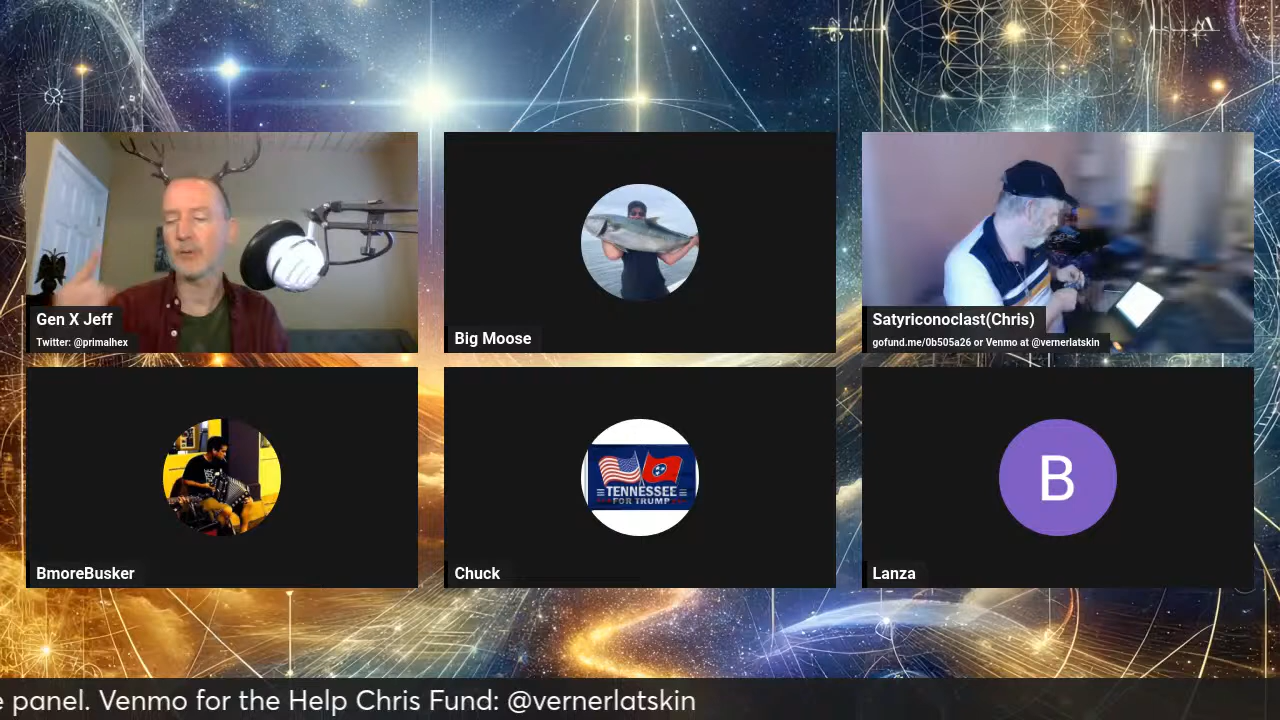 Gen X Jeff
Twitter: @primalhex
Big Moose
Satyriconoclast(Chris)
gofund.me/0b505a26 or Venmo at @vernerlatskin
BmoreBusker
TENNESSEE
FOR TRUMP
Chuck
B
Lanza
e panel. Venmo for the Help Chris Fund: @vernerlatskin